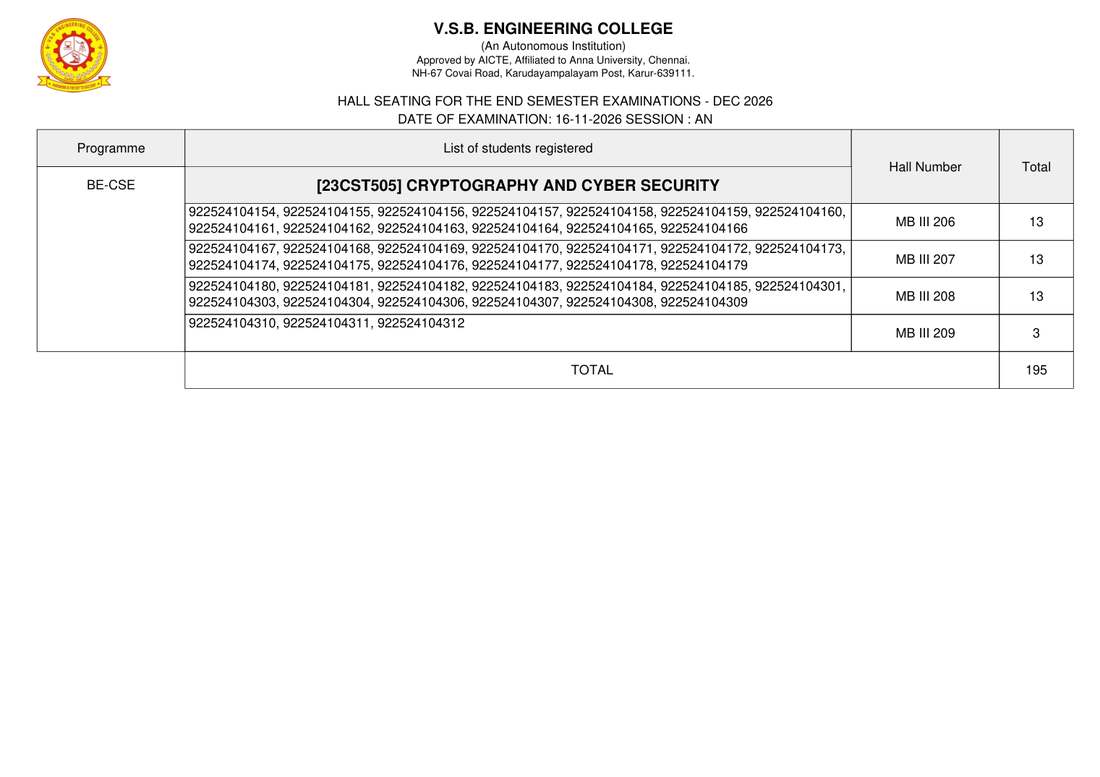 V.S.B. ENGINEERING COLLEGE
(An Autonomous Institution)
Approved by AICTE, Affiliated to Anna University, Chennai.
NH-67 Covai Road, Karudayampalayam Post, Karur-639111.
HALL SEATING FOR THE END SEMESTER EXAMINATIONS - DEC 2026
DATE OF EXAMINATION: 16-11-2026 SESSION : AN
Programme
List of students registered
Hall Number
Total
BE-CSE
[23CST505] CRYPTOGRAPHY AND CYBER SECURITY
922524104154, 922524104155, 922524104156, 922524104157, 922524104158, 922524104159, 922524104160,
922524104161, 922524104162, 922524104163, 922524104164, 922524104165, 922524104166
MB III 206
13
922524104167, 922524104168, 922524104169, 922524104170, 922524104171, 922524104172, 922524104173,
922524104174, 922524104175, 922524104176, 922524104177, 922524104178, 922524104179
MB III 207
13
922524104180, 922524104181, 922524104182, 922524104183, 922524104184, 922524104185, 922524104301,
922524104303, 922524104304, 922524104306, 922524104307, 922524104308, 922524104309
MB III 208
13
922524104310, 922524104311, 922524104312
MB III 209
3
TOTAL
195